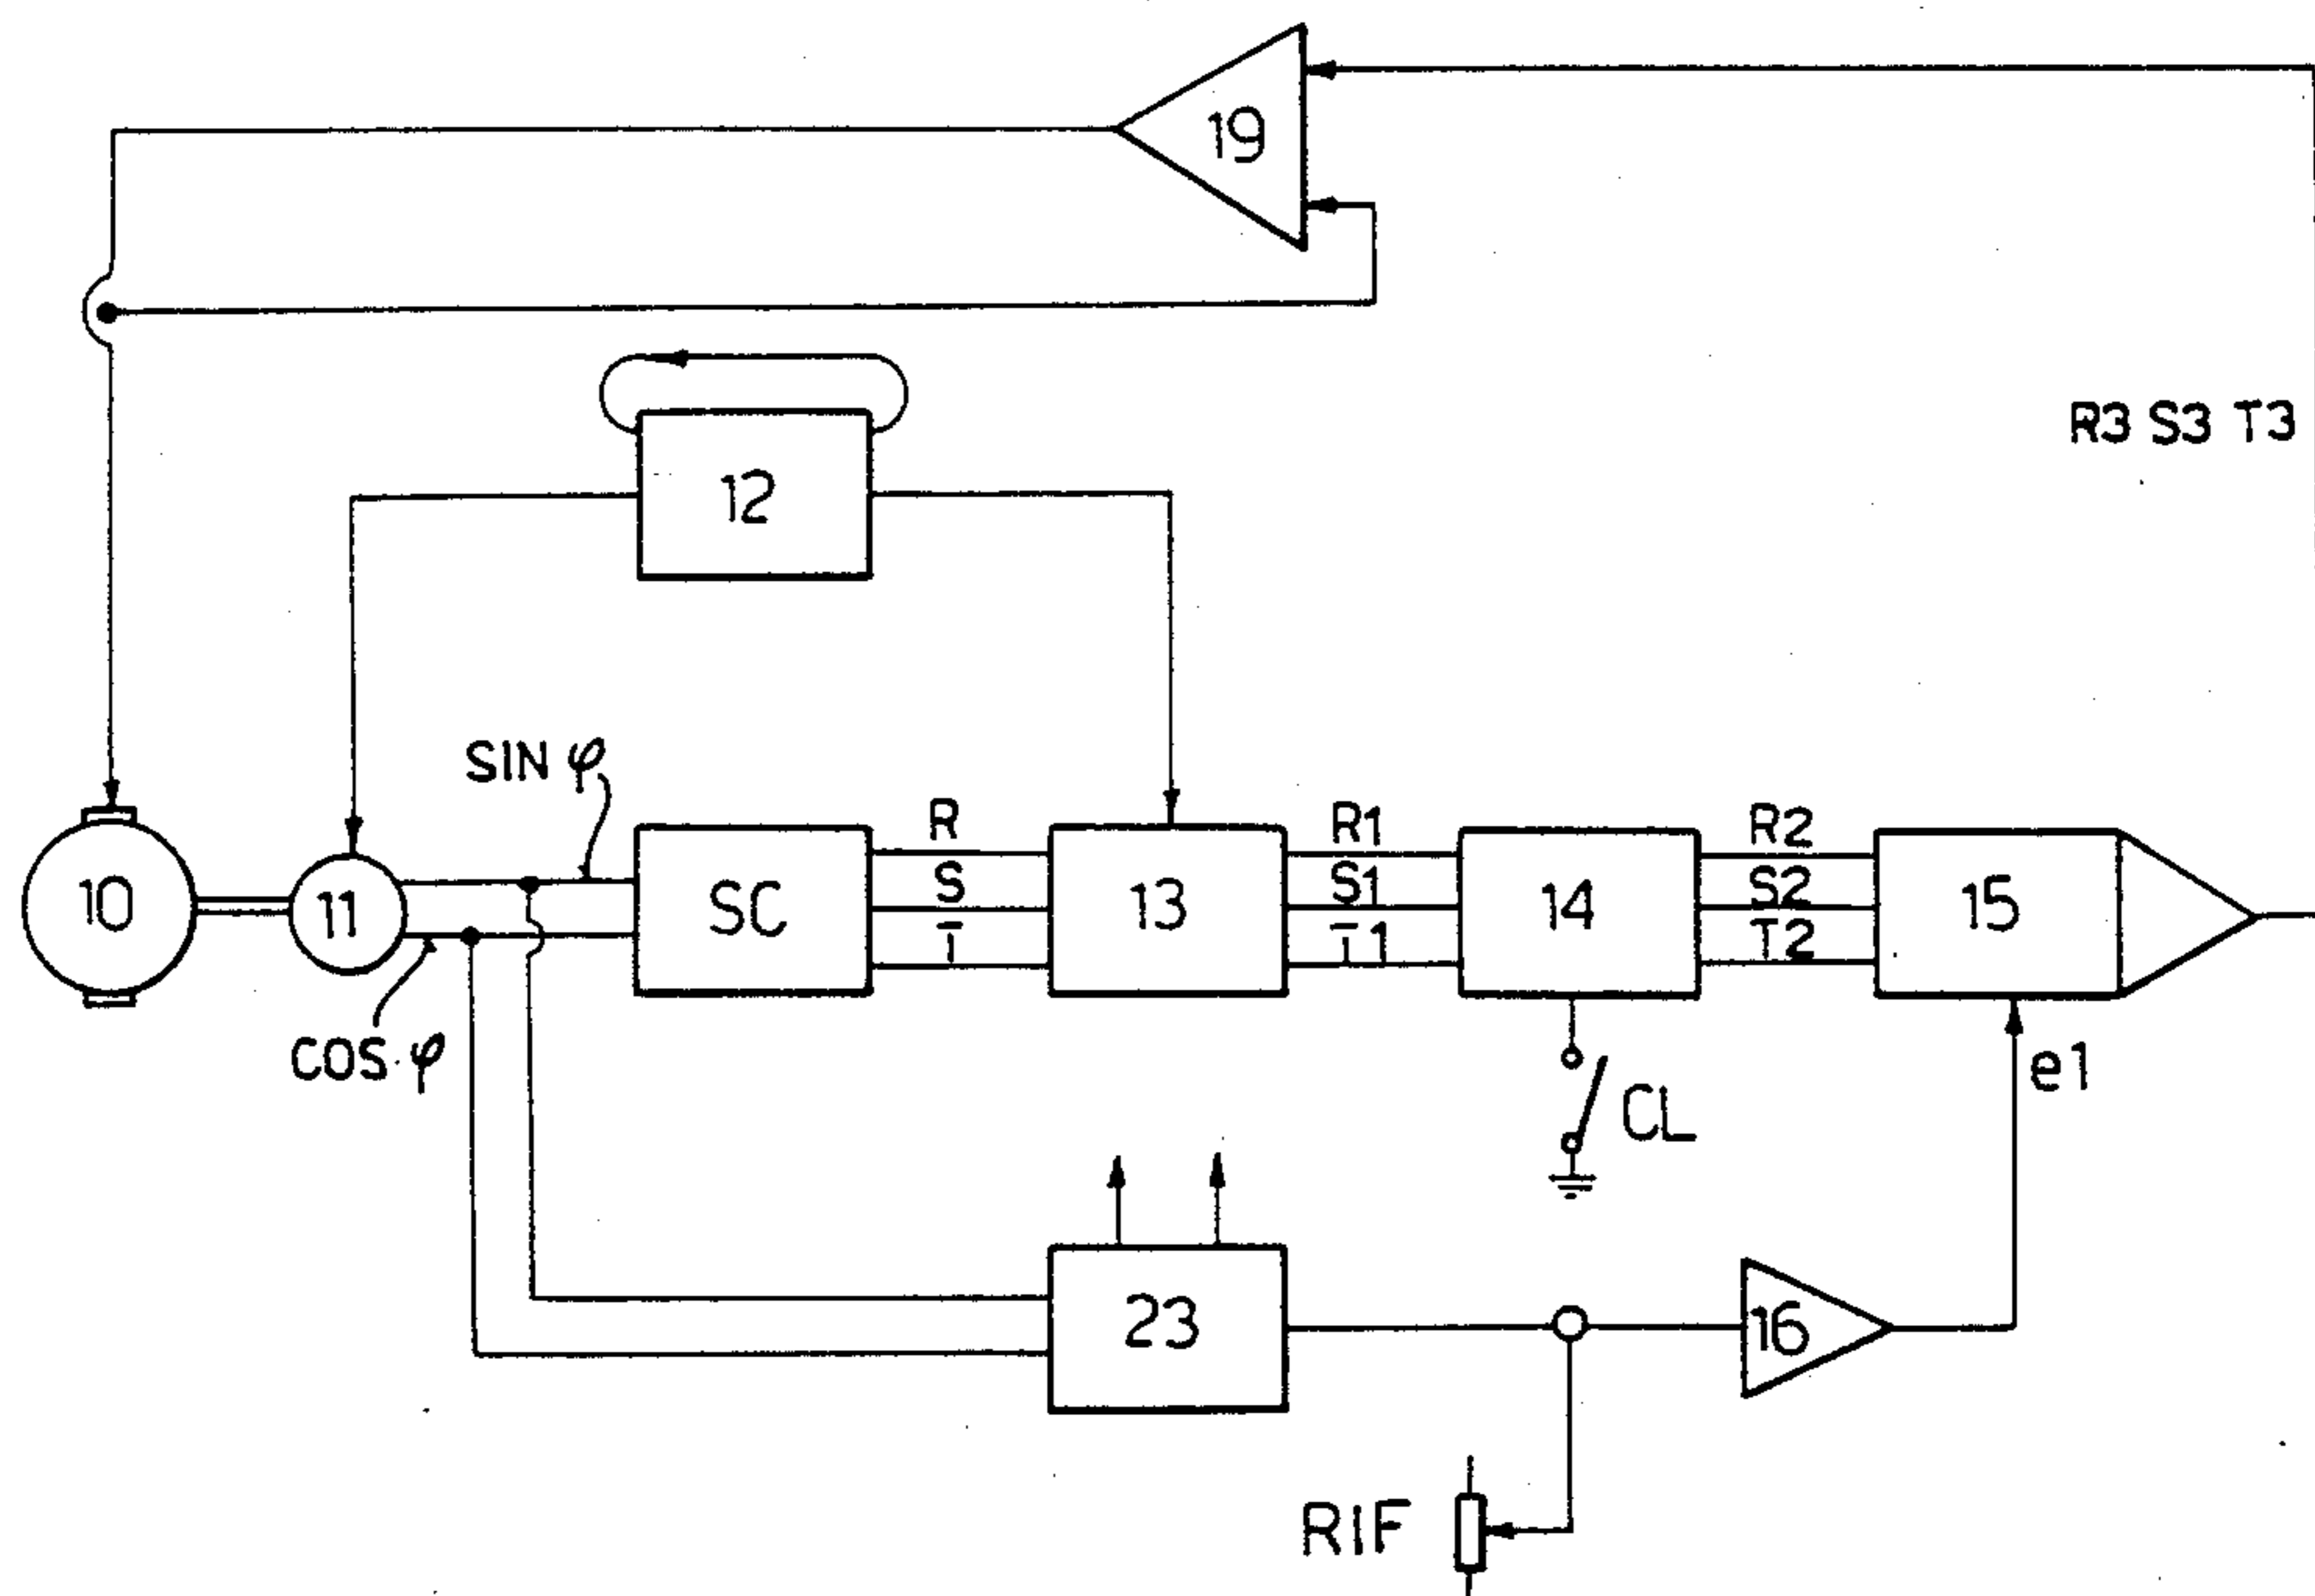 19
R3 S3 T3
12
SIN φ
R
S
T
R1
S1
T1
R2
S2
T2
10
11
SC
13
14
15
COS φ
e1
CL
23
16
RIF